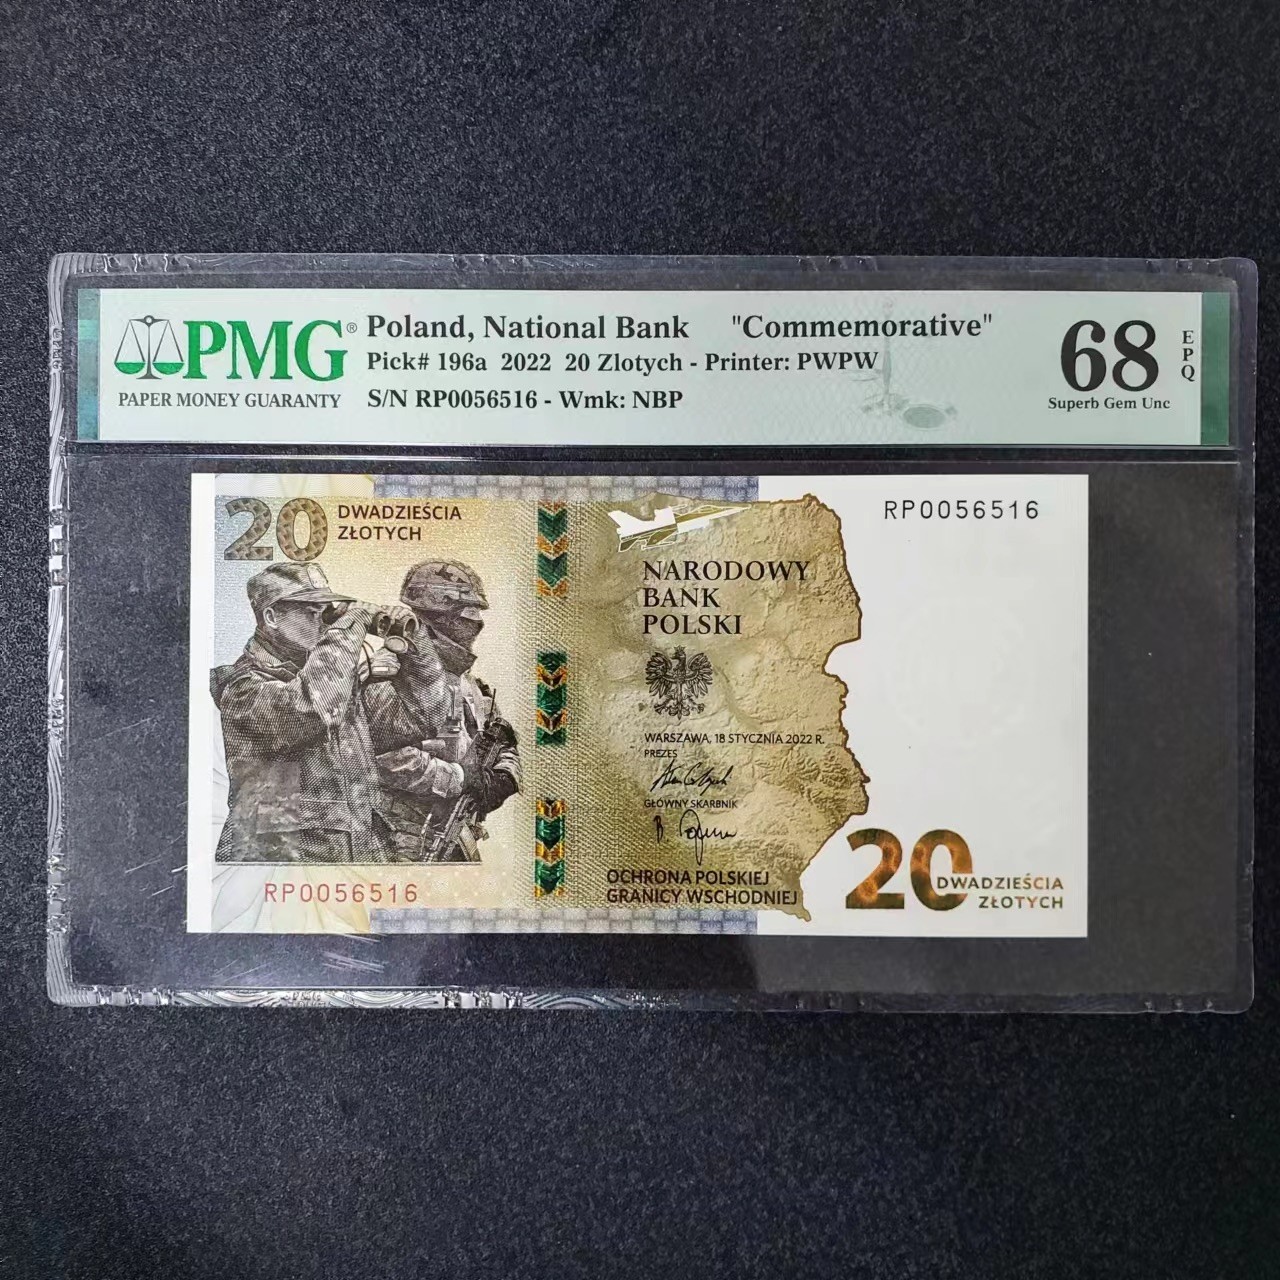 PMG®
PAPER MONEY GUARANTY
Poland, National Bank "Commemorative"
Pick# 196a 2022 20 Zlotych - Printer: PWPW
S/N RP0056516 - Wmk: NBP
68
EPQ
Superb Gem Unc
20
DWADZIEŚCIA
ZŁOTYCH
RP0056516
NARODOWY
BANK
POLSKI
WARSZAWA, 18 STYCZNIA 2022 R.
PREZES
GŁÓWNY SKARBNIK
OCHRONA POLSKIEJ
GRANICY WSCHODNIEJ
RP0056516
20
DWADZIEŚCIA
ZŁOTYCH